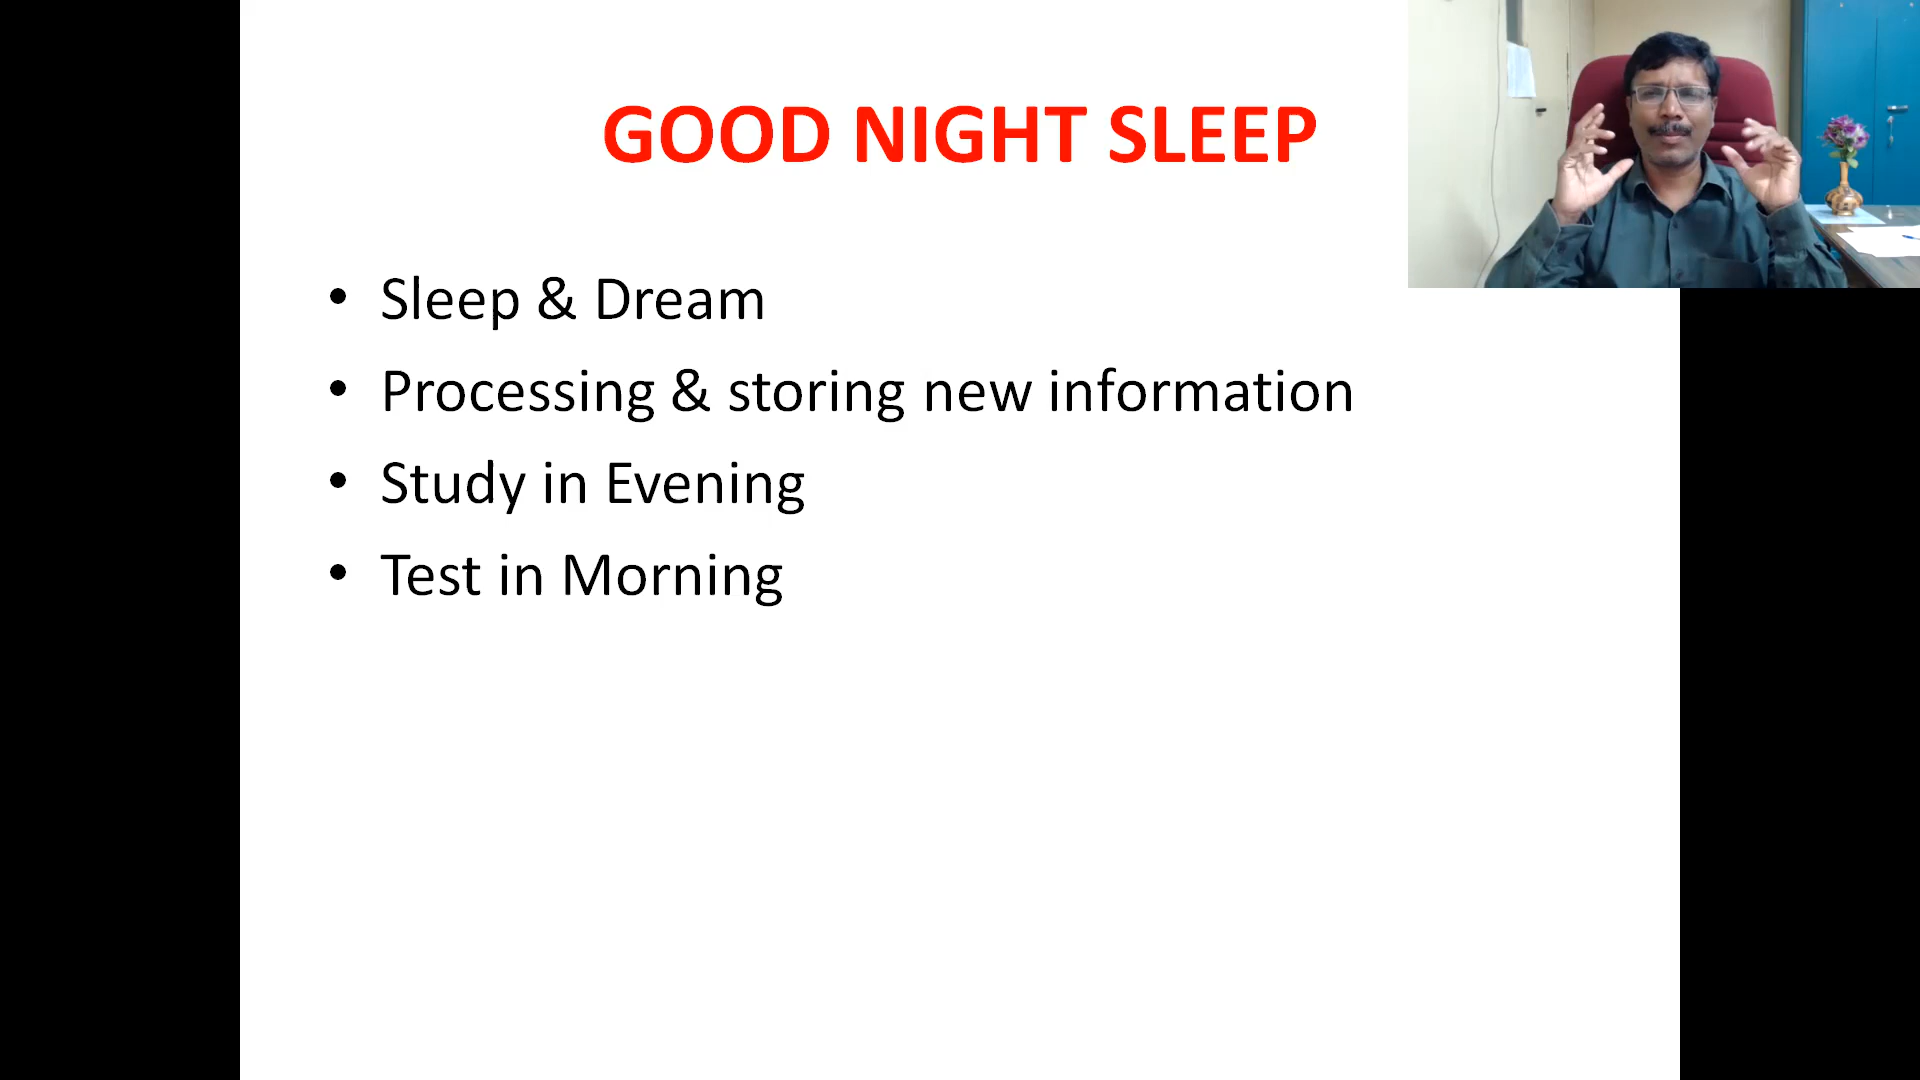 GOOD NIGHT SLEEP
• Sleep & Dream
• Processing & storing new information
• Study in Evening
• Test in Morning